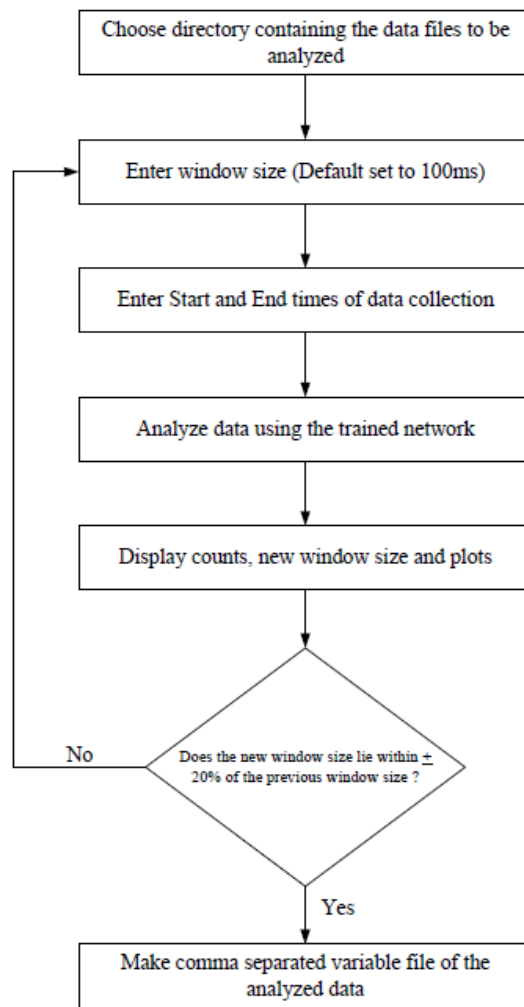 Choose directory containing the data files to be
analyzed
Enter window size (Default set to 100ms)
Enter Start and End times of data collection
Analyze data using the trained network
Display counts, new window size and plots
Does the new window size lie within ±
20% of the previous window size ?
No
Yes
Make comma separated variable file of the
analyzed data